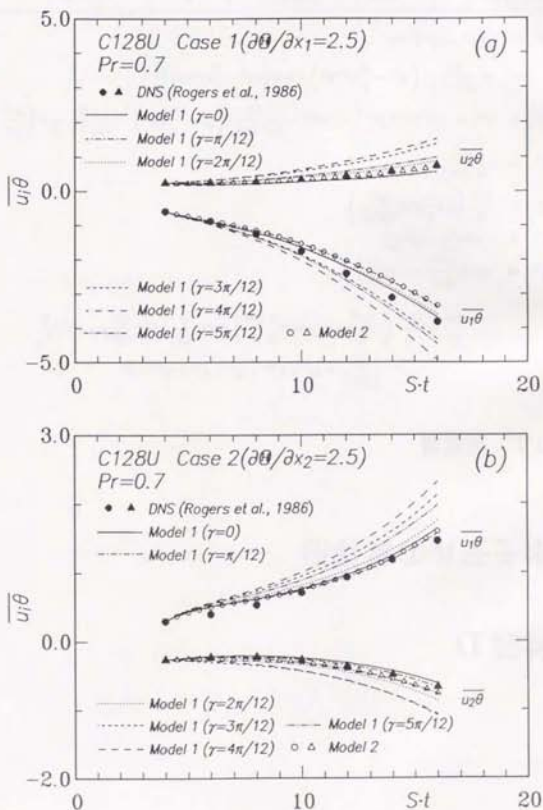 5.0
C128U Case 1(∂Θ/∂x₁=2.5) (a)
Pr=0.7
● ▲ DNS (Rogers et al., 1986)
Model 1 (γ=0)
Model 1 (γ=π/12)
Model 1 (γ=2π/12)
u₂θ
0.0
uᵢθ
Model 1 (γ=3π/12)
Model 1 (γ=4π/12)
Model 1 (γ=5π/12) ○ △ Model 2
u₁θ
-5.0
0 10 S·t 20
3.0
C128U Case 2(∂Θ/∂x₂=2.5) (b)
Pr=0.7
● ▲ DNS (Rogers et al., 1986)
Model 1 (γ=0)
Model 1 (γ=π/12)
u₁θ
uᵢθ
0.0
u₂θ
Model 1 (γ=2π/12)
Model 1 (γ=3π/12) Model 1 (γ=5π/12)
Model 1 (γ=4π/12) ○ △ Model 2
-2.0
0 10 S·t 20